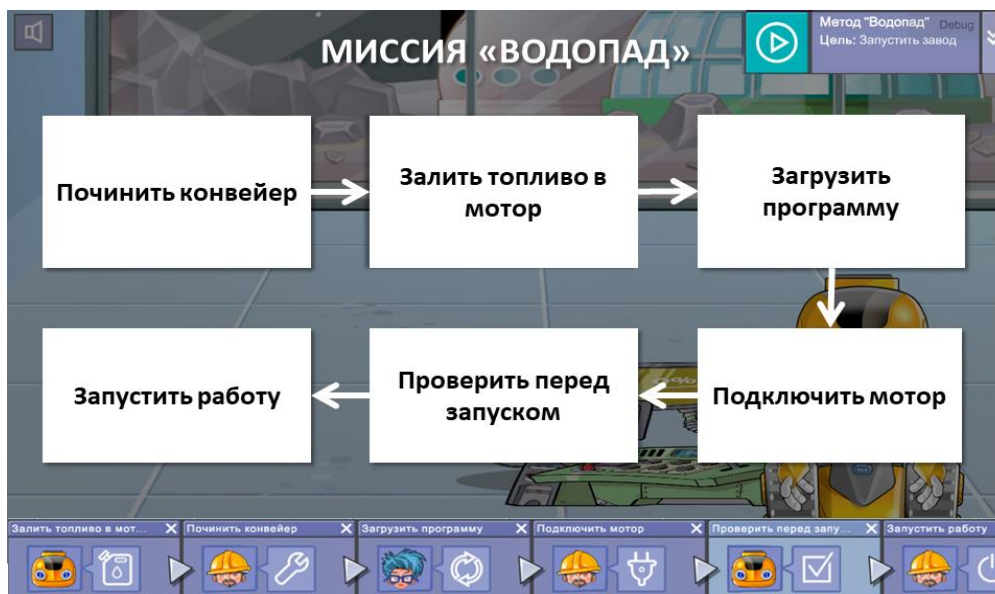 МИССИЯ «ВОДОПАД»
Метод "Водопад" Debug
Цель: Запустить завод
Починить конвейер
Залить топливо в
мотор
Загрузить
программу
Запустить работу
Проверить перед
запуском
Подключить мотор
Залить топливо в мот...
Починить конвейер
Загрузить программу
Подключить мотор
Проверить перед запу...
Запустить работу